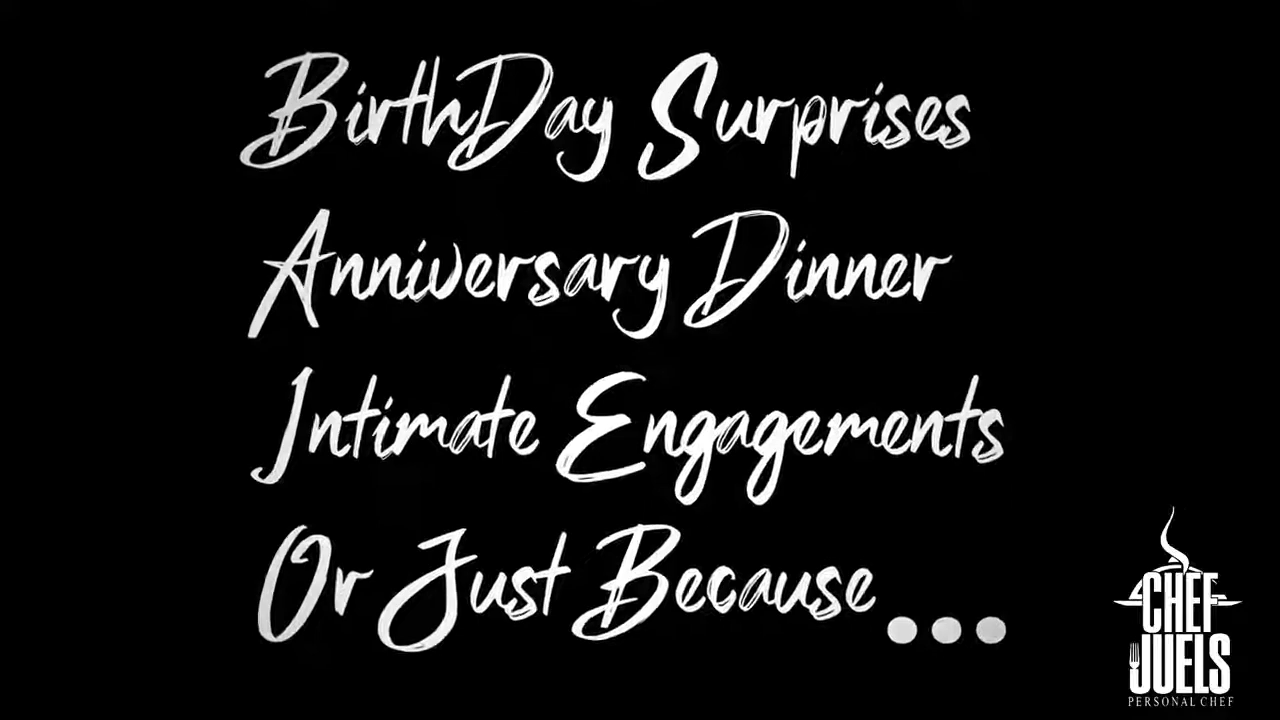 BirthDay Surprises
Anniversary Dinner
Intimate Engagements
Or Just Because...
CHEF
JUELS
PERSONAL CHEF